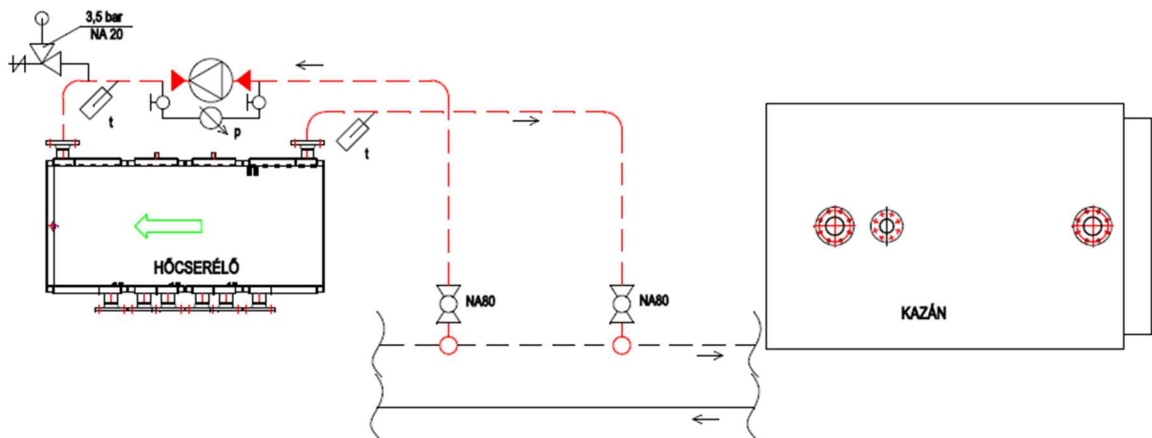 3,5 bar
NA 20
t
p
t
HŐCSERÉLŐ
NA80
NA80
KAZÁN